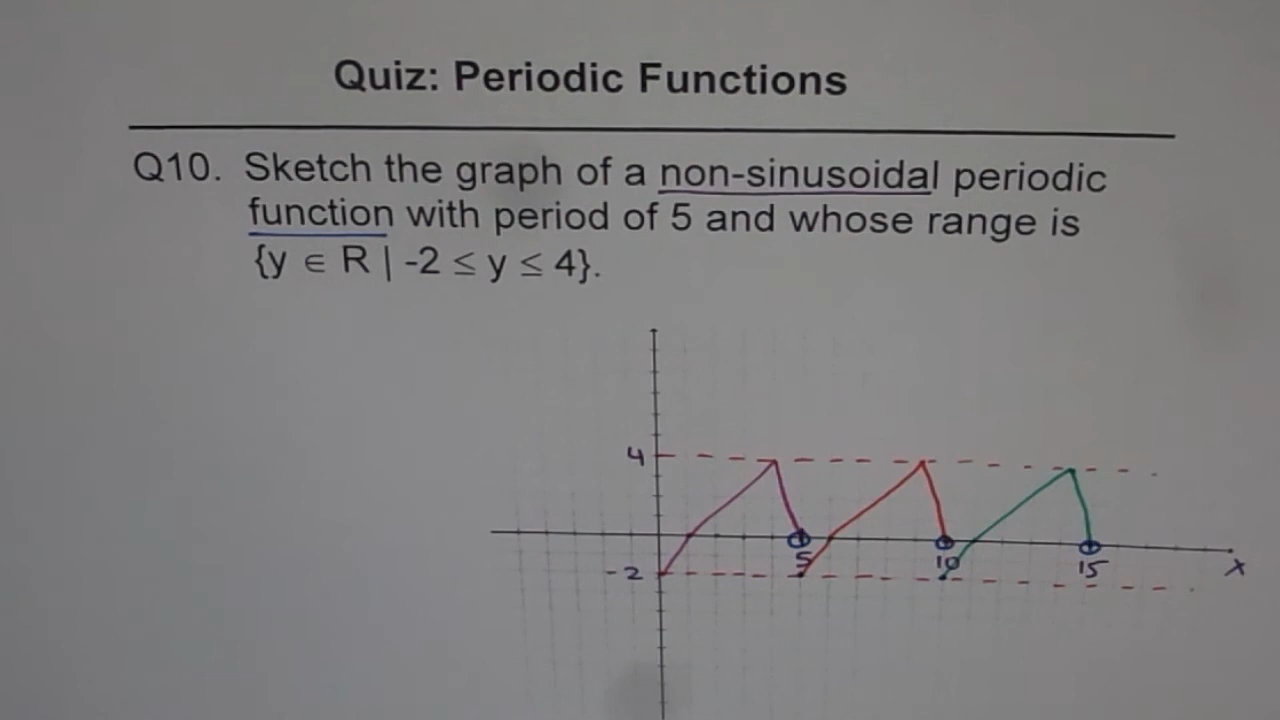 Quiz: Periodic Functions
Q10. Sketch the graph of a non-sinusoidal periodic
function with period of 5 and whose range is
{y ∈ R | -2 ≤ y ≤ 4}.
4
5
10
15
x
-2